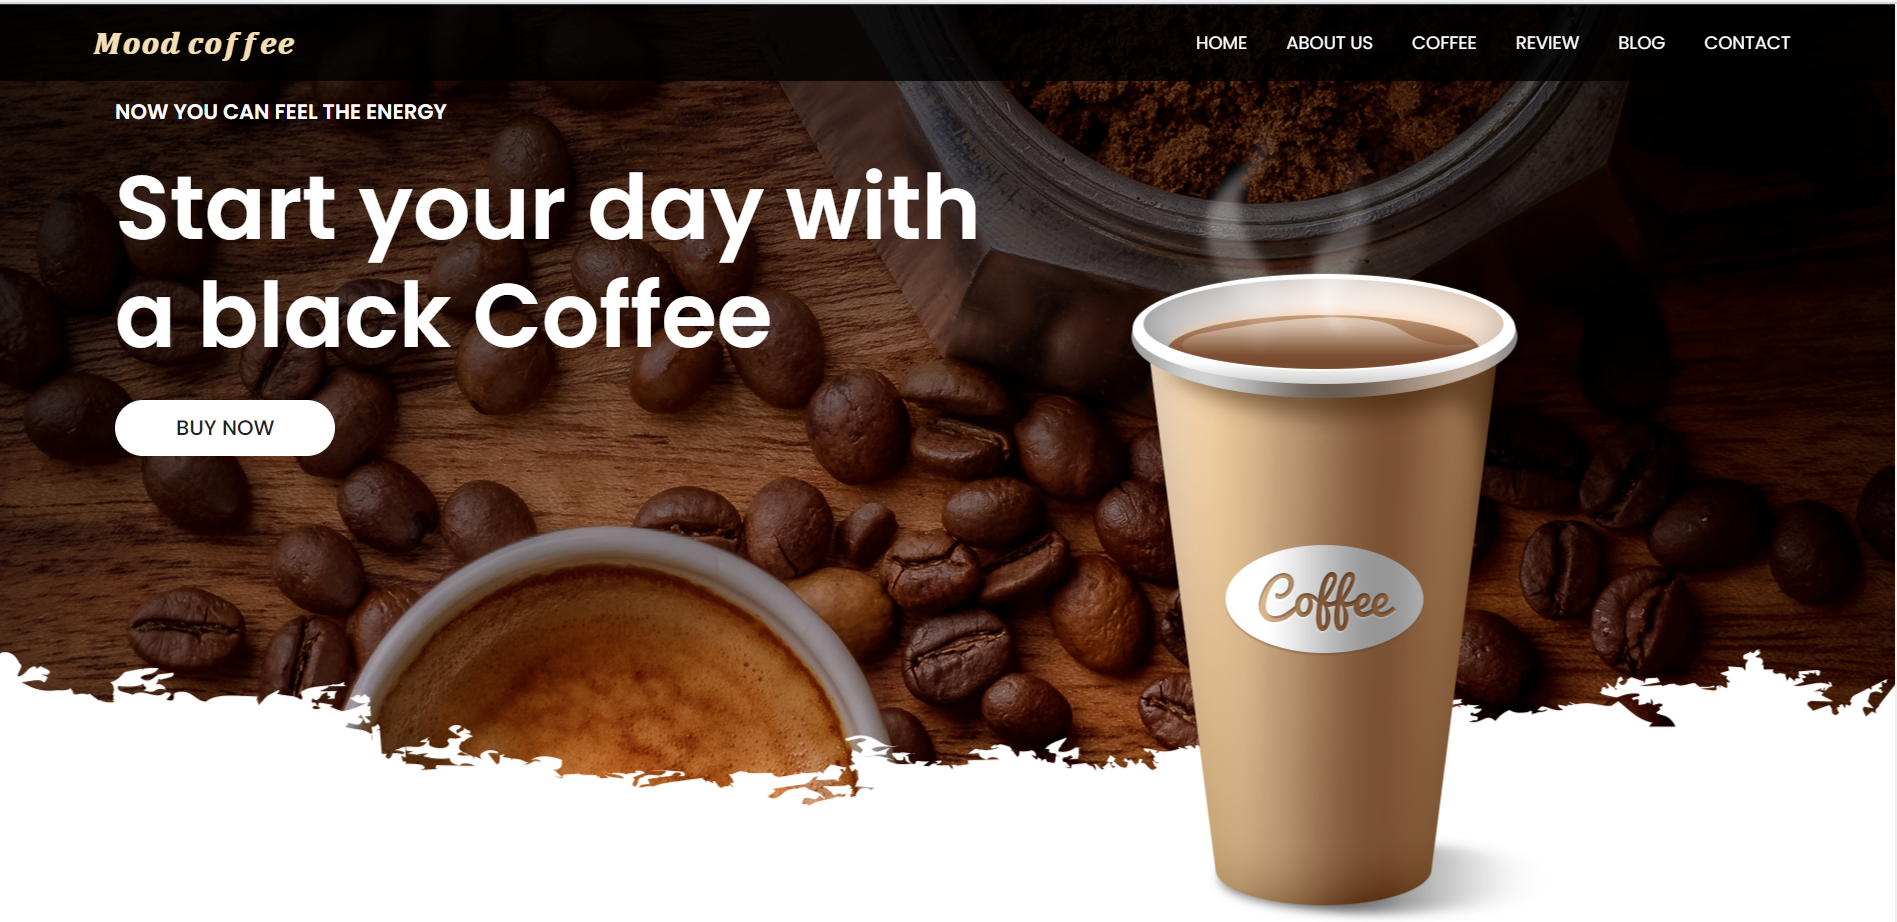 Mood coffee
HOME ABOUT US COFFEE REVIEW BLOG CONTACT
NOW YOU CAN FEEL THE ENERGY
Start your day with
a black Coffee
BUY NOW
Coffee